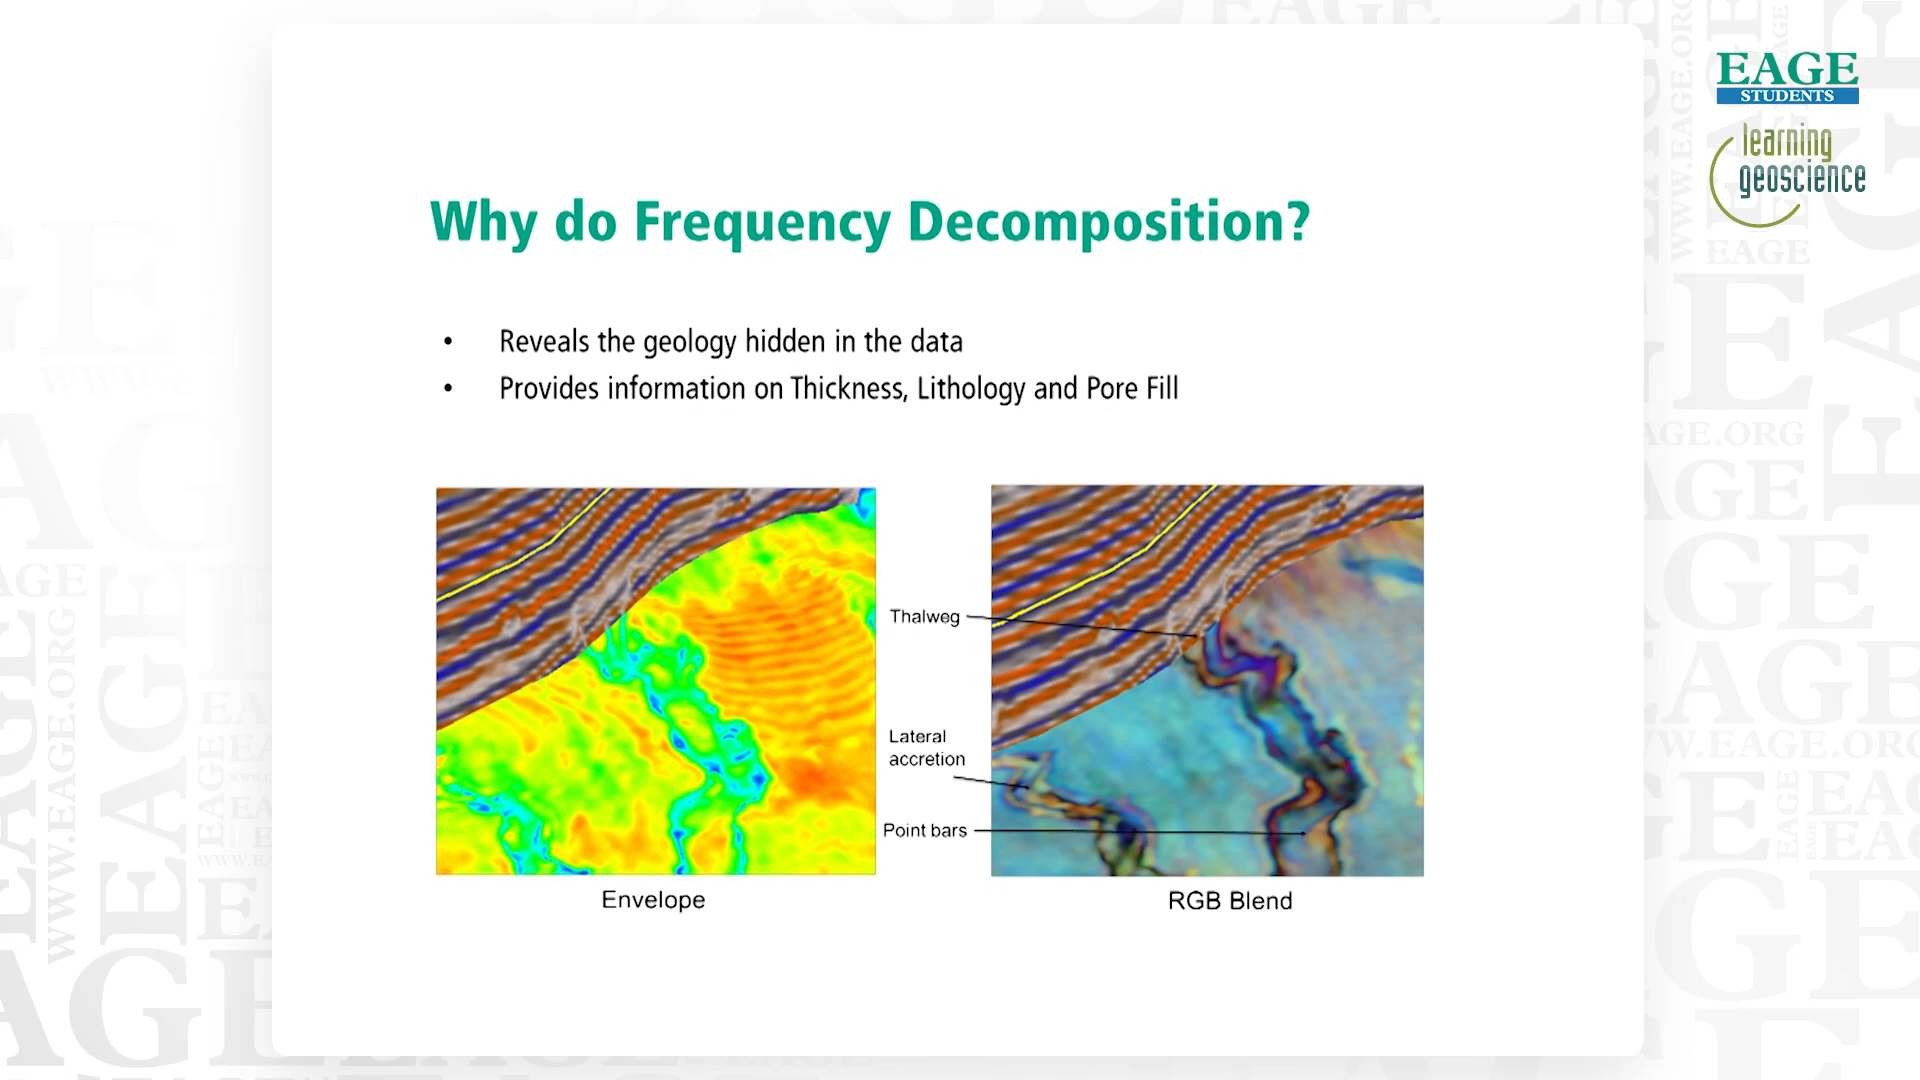 EAGE
STUDENTS
learning
geoscience
Why do Frequency Decomposition?
• Reveals the geology hidden in the data
• Provides information on Thickness, Lithology and Pore Fill
Thalweg
Lateral
accretion
Point bars
Envelope
RGB Blend